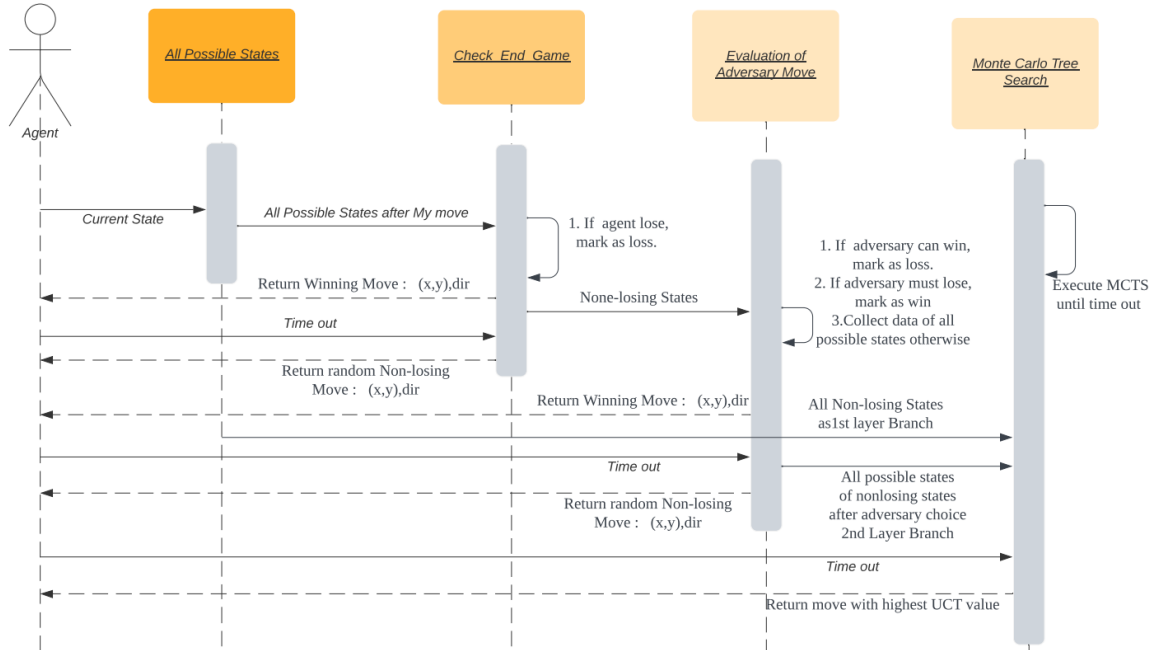 All Possible States
Check End Game
Evaluation of
Adversary Move
Monte Carlo Tree
Search
Agent
Current State
All Possible States after My move
1. If agent lose,
mark as loss.
1. If adversary can win,
mark as loss.
2. If adversary must lose,
mark as win
3.Collect data of all
possible states otherwise
Execute MCTS
until time out
Return Winning Move : (x,y),dir
None-losing States
Time out
Return random Non-losing
Move : (x,y),dir
Return Winning Move : (x,y),dir
All Non-losing States
as1st layer Branch
Time out
All possible states
of nonlosing states
after adversary choice
2nd Layer Branch
Return random Non-losing
Move : (x,y),dir
Time out
Return move with highest UCT value